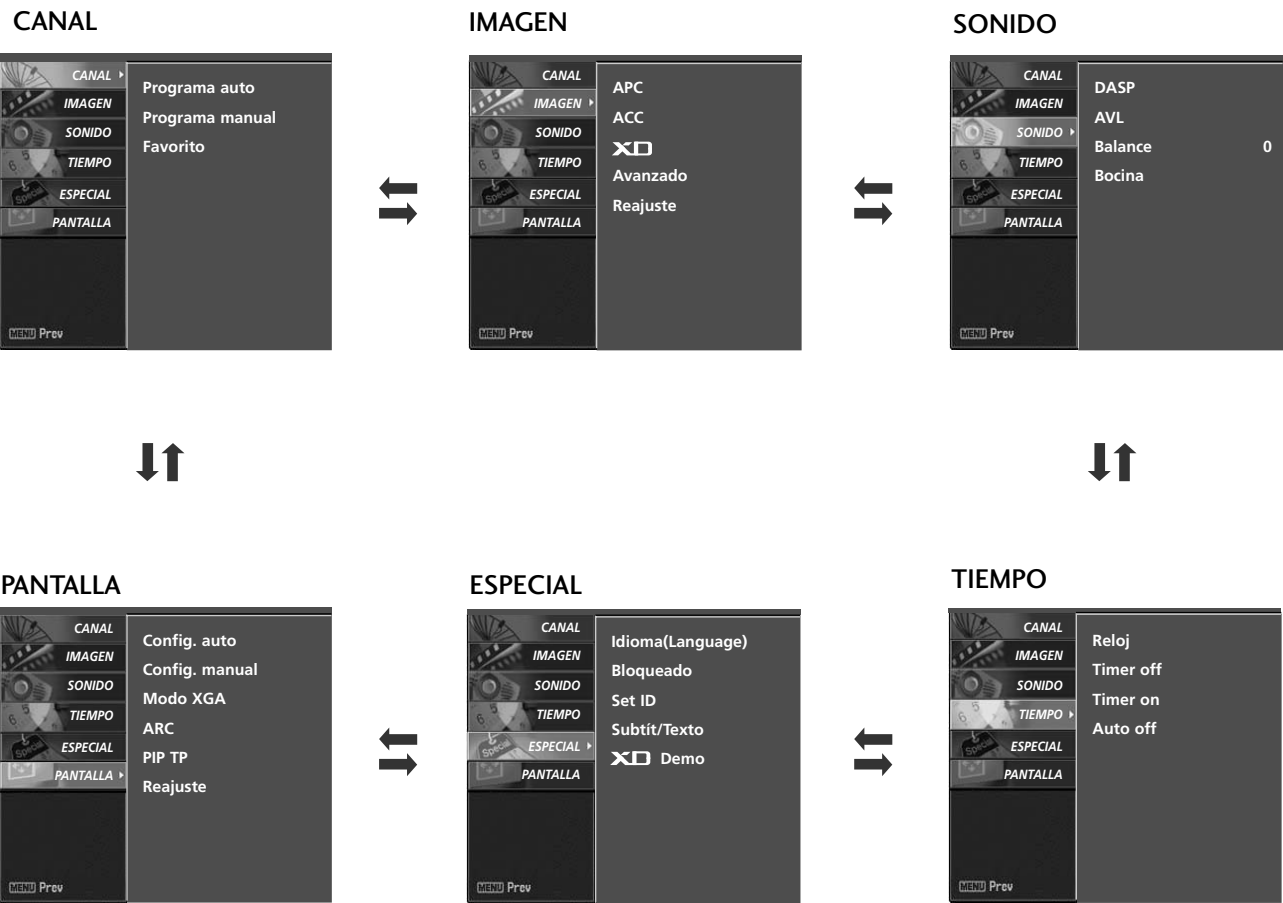 CANAL
CANAL
IMAGEN
SONIDO
TIEMPO
ESPECIAL
PANTALLA
MENU Prev
Programa auto
Programa manual
Favorito
IMAGEN
CANAL
IMAGEN
SONIDO
TIEMPO
ESPECIAL
PANTALLA
MENU Prev
APC
ACC
XD
Avanzado
Reajuste
SONIDO
CANAL
IMAGEN
SONIDO
TIEMPO
ESPECIAL
PANTALLA
MENU Prev
DASP
AVL
Balance 0
Bocina
PANTALLA
CANAL
IMAGEN
SONIDO
TIEMPO
ESPECIAL
PANTALLA
MENU Prev
Config. auto
Config. manual
Modo XGA
ARC
PIP TP
Reajuste
ESPECIAL
CANAL
IMAGEN
SONIDO
TIEMPO
ESPECIAL
PANTALLA
MENU Prev
Idioma(Language)
Bloqueado
Set ID
Subtít/Texto
XD Demo
TIEMPO
CANAL
IMAGEN
SONIDO
TIEMPO
ESPECIAL
PANTALLA
MENU Prev
Reloj
Timer off
Timer on
Auto off